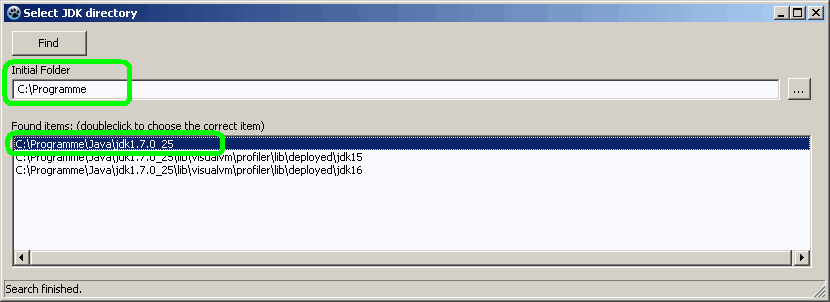 Select JDK directory
Find
Initial Folder
C:\Programme
...
Found items: (doubleclick to choose the correct item)
C:\Programme\Java\jdk1.7.0_25
C:\Programme\Java\jdk1.7.0_25\lib\visualvm\profiler\lib\deployed\jdk15
C:\Programme\Java\jdk1.7.0_25\lib\visualvm\profiler\lib\deployed\jdk16
Search finished.